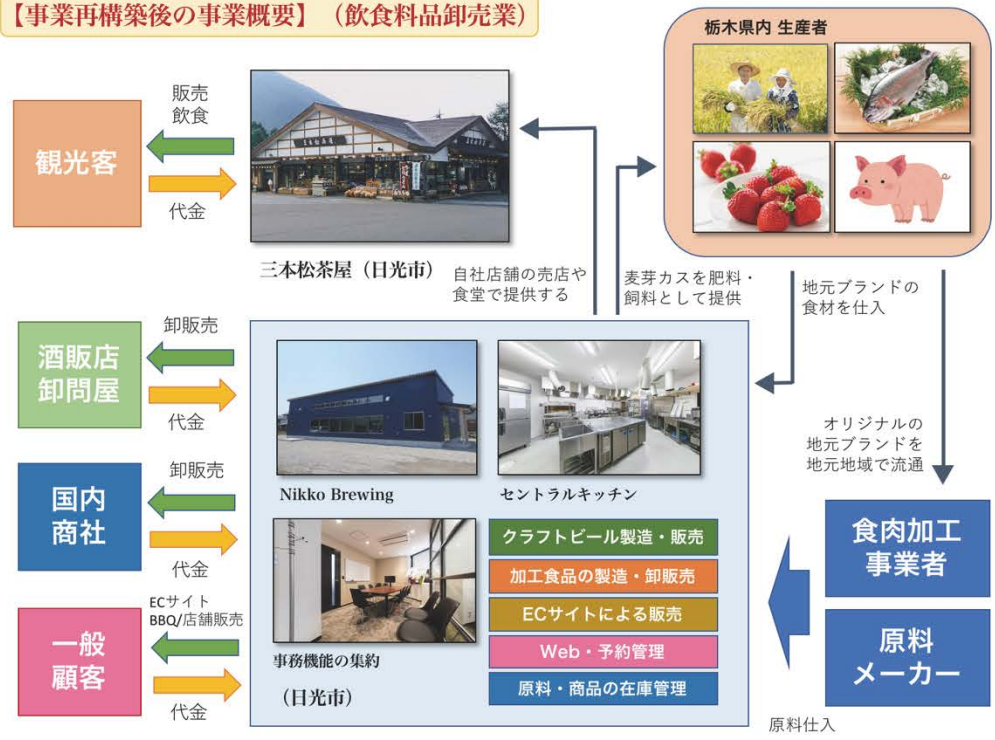 【事業再構築後の事業概要】（飲食料品卸売業）
栃木県内 生産者
観光客
販売
飲食
代金
三本松茶屋
三本松茶屋（日光市）
自社店舗の売店や
食堂で提供する
麦芽カスを肥料・
飼料として提供
地元ブランドの
食材を仕入
酒販店
卸問屋
卸販売
代金
オリジナルの
地元ブランドを
地元地域で流通
Nikko Brewing
セントラルキッチン
国内
商社
卸販売
代金
クラフトビール製造・販売
加工食品の製造・卸販売
ECサイトによる販売
Web・予約管理
原料・商品の在庫管理
食肉加工
事業者
原料
メーカー
一般
顧客
ECサイト
BBQ/店舗販売
代金
事務機能の集約
（日光市）
原料仕入